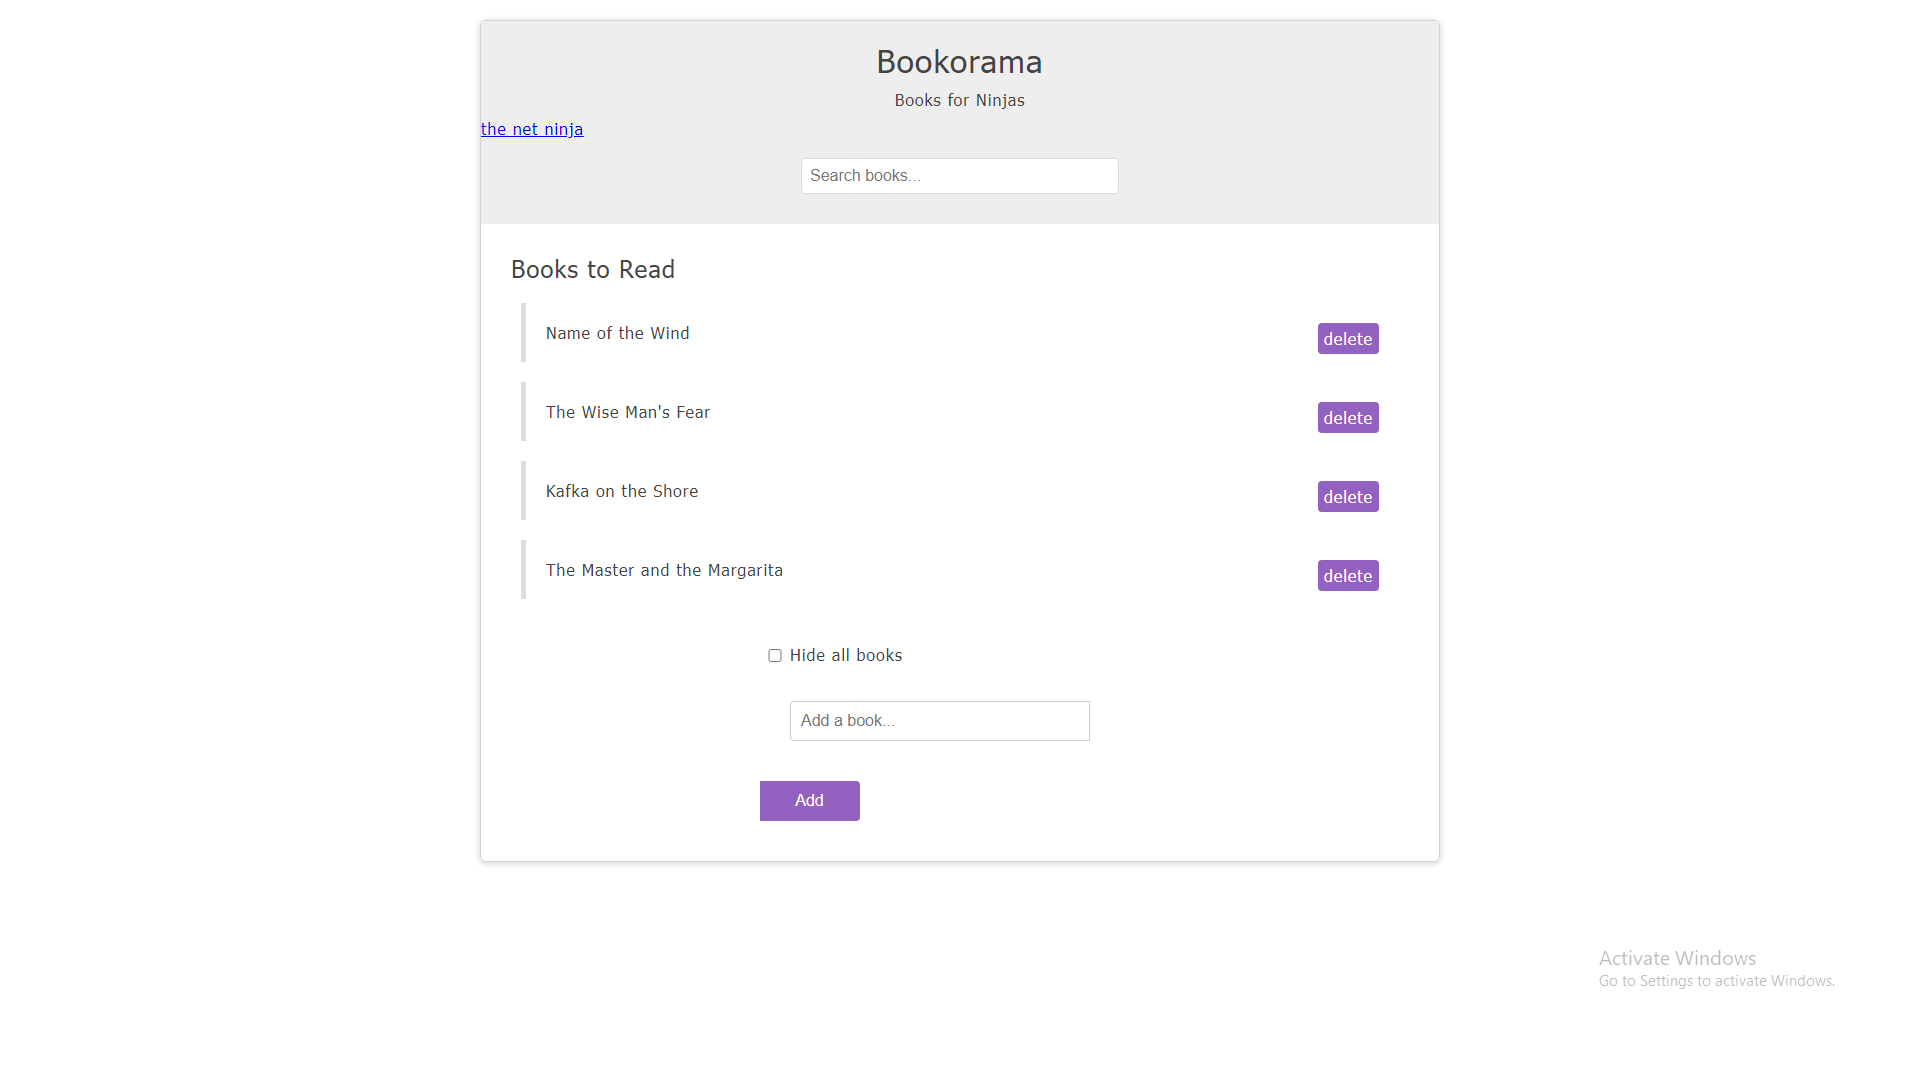 Bookorama
Books for Ninjas
the net ninja
Search books...
Books to Read
Name of the Wind
delete
The Wise Man's Fear
delete
Kafka on the Shore
delete
The Master and the Margarita
delete
Hide all books
Add a book...
Add
Activate Windows
Go to Settings to activate Windows.